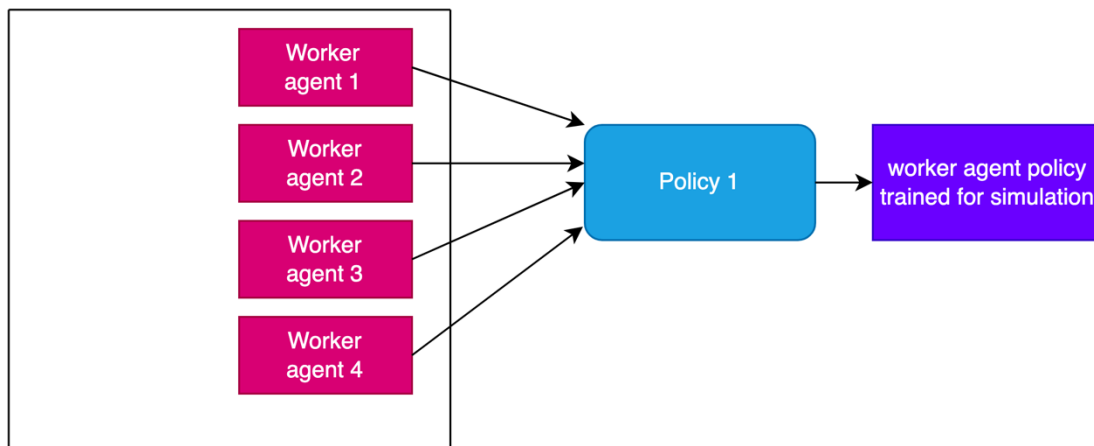 Worker
agent 1
Worker
agent 2
Worker
agent 3
Worker
agent 4
Policy 1
worker agent policy
trained for simulation